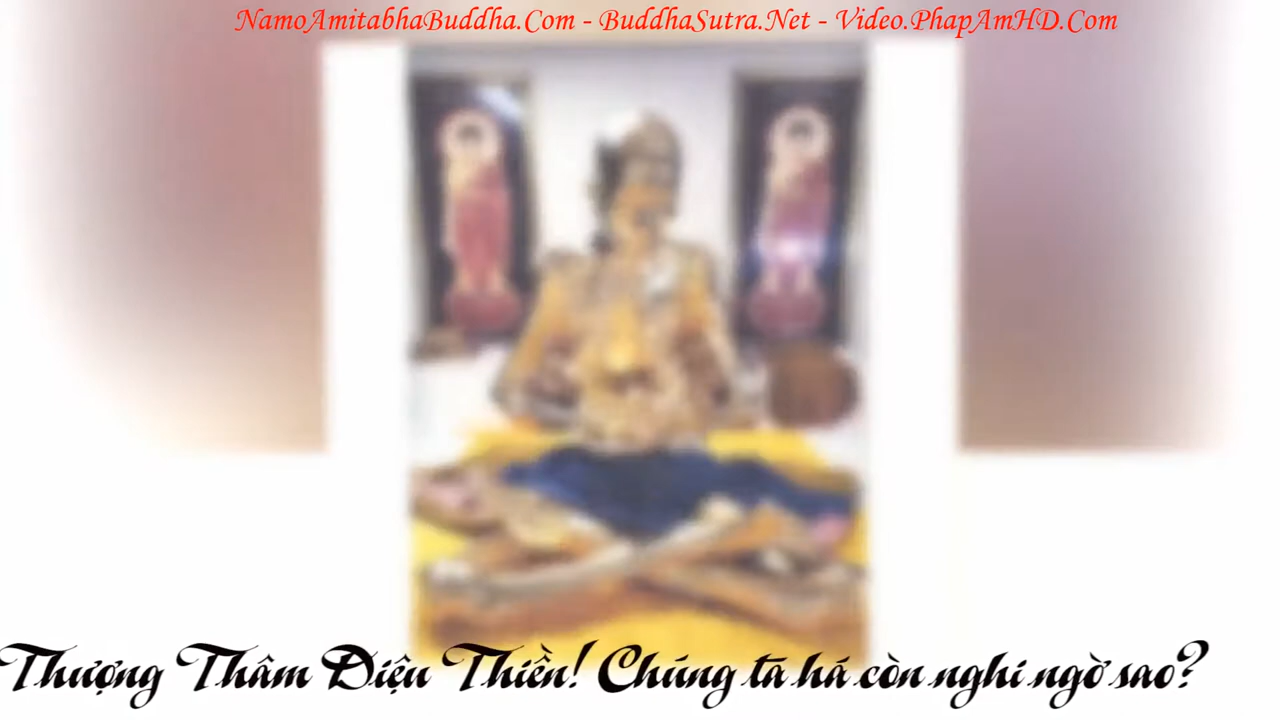 NamoAmitabhaBuddha.Com - BuddhaSutra.Net - Video.PhapAmHD.Com
Thượng Thâm Diệu Thiền! Chúng ta há còn nghi ngờ sao?